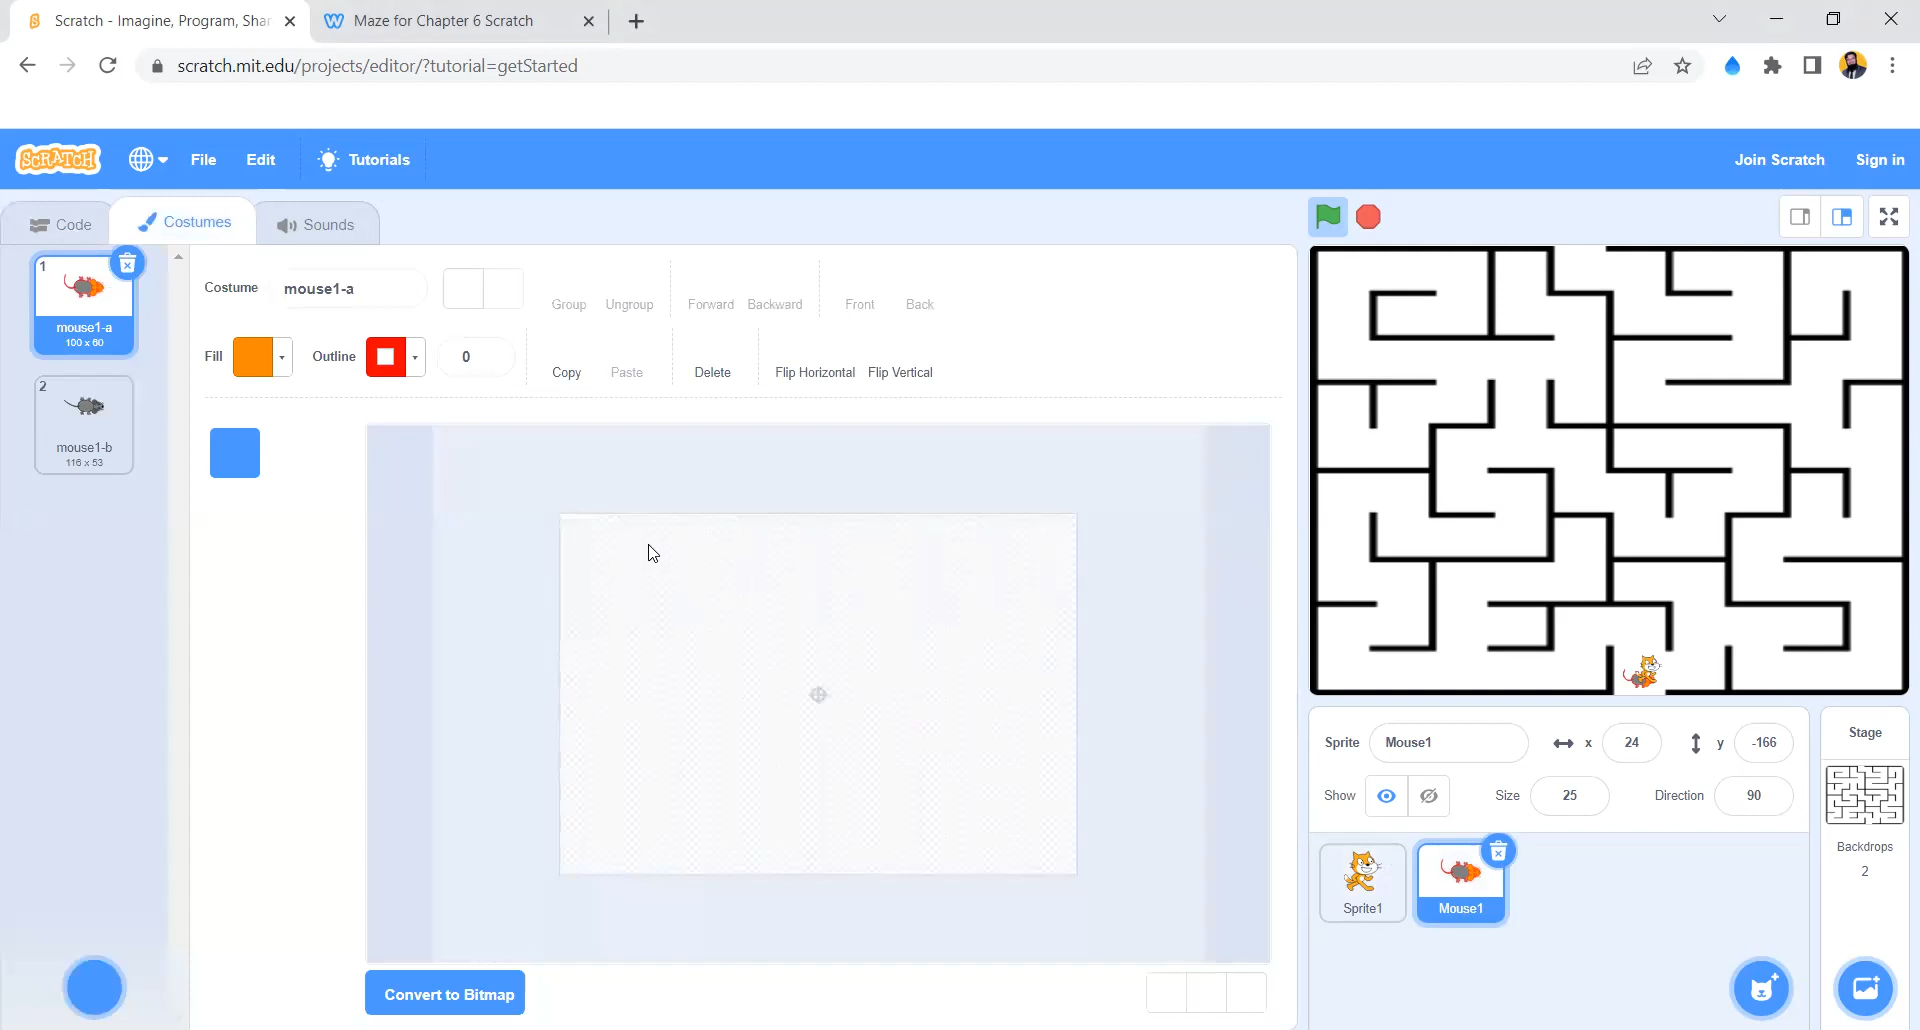 Scratch - Imagine, Program, Shar
Maze for Chapter 6 Scratch
scratch.mit.edu/projects/editor/?tutorial=getStarted
SCRATCH
File
Edit
Tutorials
Join Scratch
Sign in
Code
Costumes
Sounds
1
mouse1-a
100 x 60
2
mouse1-b
116 x 53
Costume
mouse1-a
Group
Ungroup
Forward
Backward
Front
Back
Fill
Outline
0
Copy
Paste
Delete
Flip Horizontal
Flip Vertical
Convert to Bitmap
Sprite
Mouse1
x
24
y
-166
Show
Size
25
Direction
90
Sprite1
Mouse1
Stage
Backdrops
2